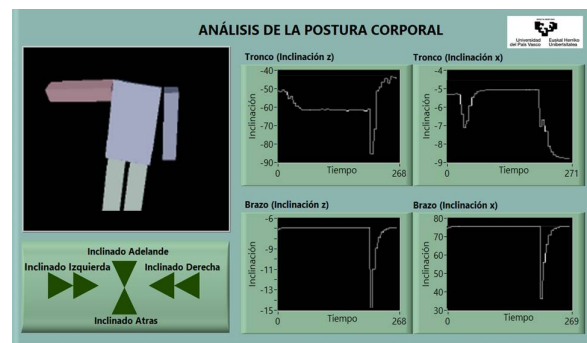 ANÁLISIS DE LA POSTURA CORPORAL
Universidad del País Vasco
Euskal Herriko Unibertsitatea
Tronco (Inclinación z)
-40
-50
-60
-70
-80
-90
Inclinación
0
Tiempo
268
Tronco (Inclinación x)
-4
-5
-6
-7
-8
-9
Inclinación
0
Tiempo
271
Inclinado Adelande
Inclinado Izquierda
Inclinado Derecha
Inclinado Atras
Brazo (Inclinación z)
-6
-9
-11
-13
-15
Inclinación
0
Tiempo
268
Brazo (Inclinación x)
80
70
60
50
40
30
Inclinación
0
Tiempo
269